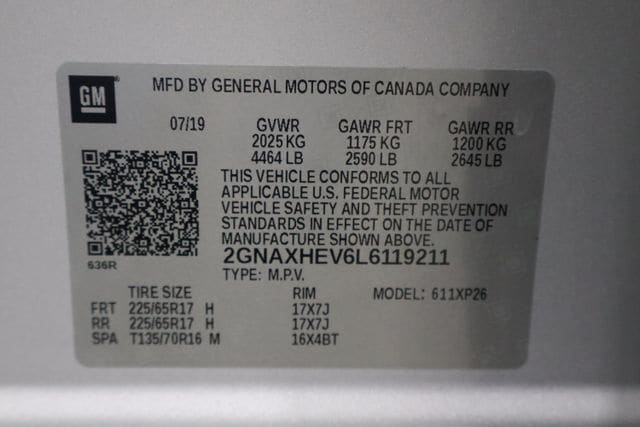 GM
MFD BY GENERAL MOTORS OF CANADA COMPANY
07/19 GVWR GAWR FRT GAWR RR
2025 KG 1175 KG 1200 KG
4464 LB 2590 LB 2645 LB
THIS VEHICLE CONFORMS TO ALL
APPLICABLE U.S. FEDERAL MOTOR
VEHICLE SAFETY AND THEFT PREVENTION
STANDARDS IN EFFECT ON THE DATE OF
MANUFACTURE SHOWN ABOVE.
636R
2GNAXHEV6L6119211
TYPE: M.P.V.
TIRE SIZE RIM MODEL: 611XP26
FRT 225/65R17 H 17X7J
RR 225/65R17 H 17X7J
SPA T135/70R16 M 16X4BT